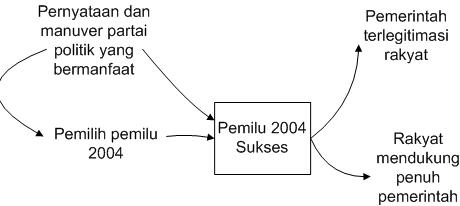 Pernyataan dan
manuver partai
politik yang
bermanfaat
Pemilih pemilu
2004
Pemilu 2004
Sukses
Pemerintah
terlegitimasi
rakyat
Rakyat
mendukung
penuh
pemerintah